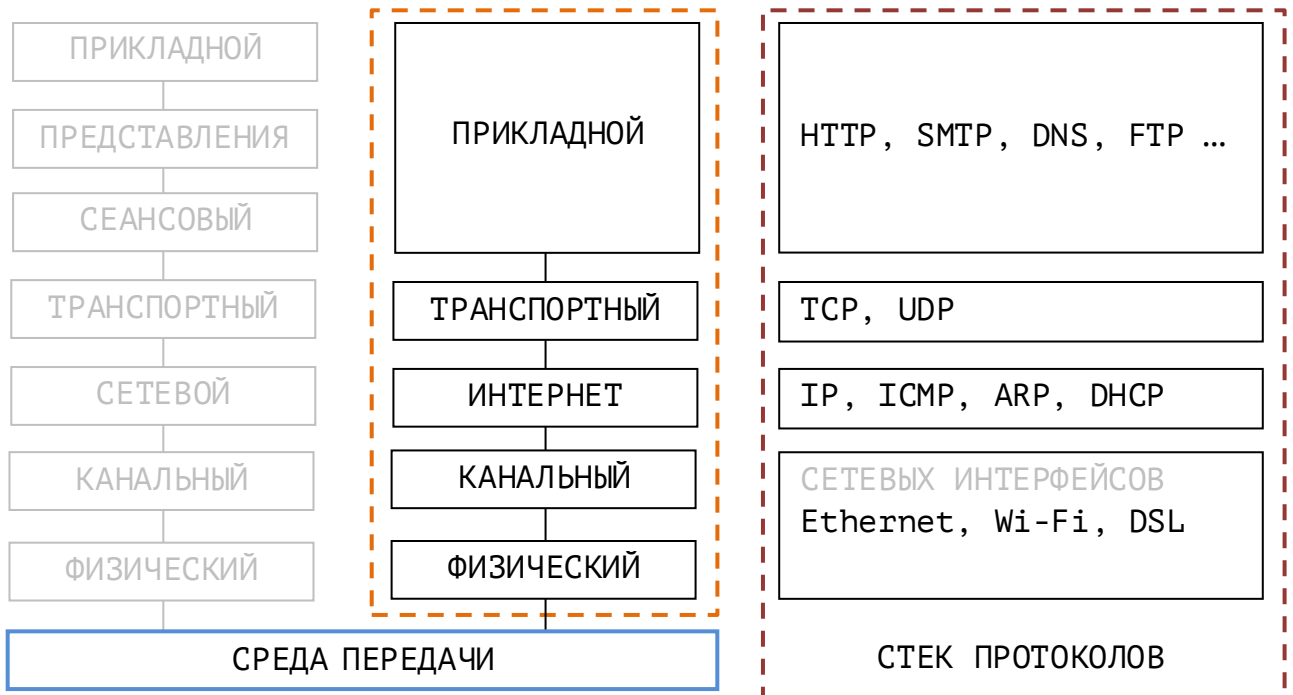 ПРИКЛАДНОЙ
ПРЕДСТАВЛЕНИЯ
СЕАНСОВЫЙ
ТРАНСПОРТНЫЙ
СЕТЕВОЙ
КАНАЛЬНЫЙ
ФИЗИЧЕСКИЙ
ПРИКЛАДНОЙ
ТРАНСПОРТНЫЙ
ИНТЕРНЕТ
КАНАЛЬНЫЙ
ФИЗИЧЕСКИЙ
СРЕДА ПЕРЕДАЧИ
HTTP, SMTP, DNS, FTP …
TCP, UDP
IP, ICMP, ARP, DHCP
СЕТЕВЫХ ИНТЕРФЕЙСОВ
Ethernet, Wi-Fi, DSL
СТЕК ПРОТОКОЛОВ